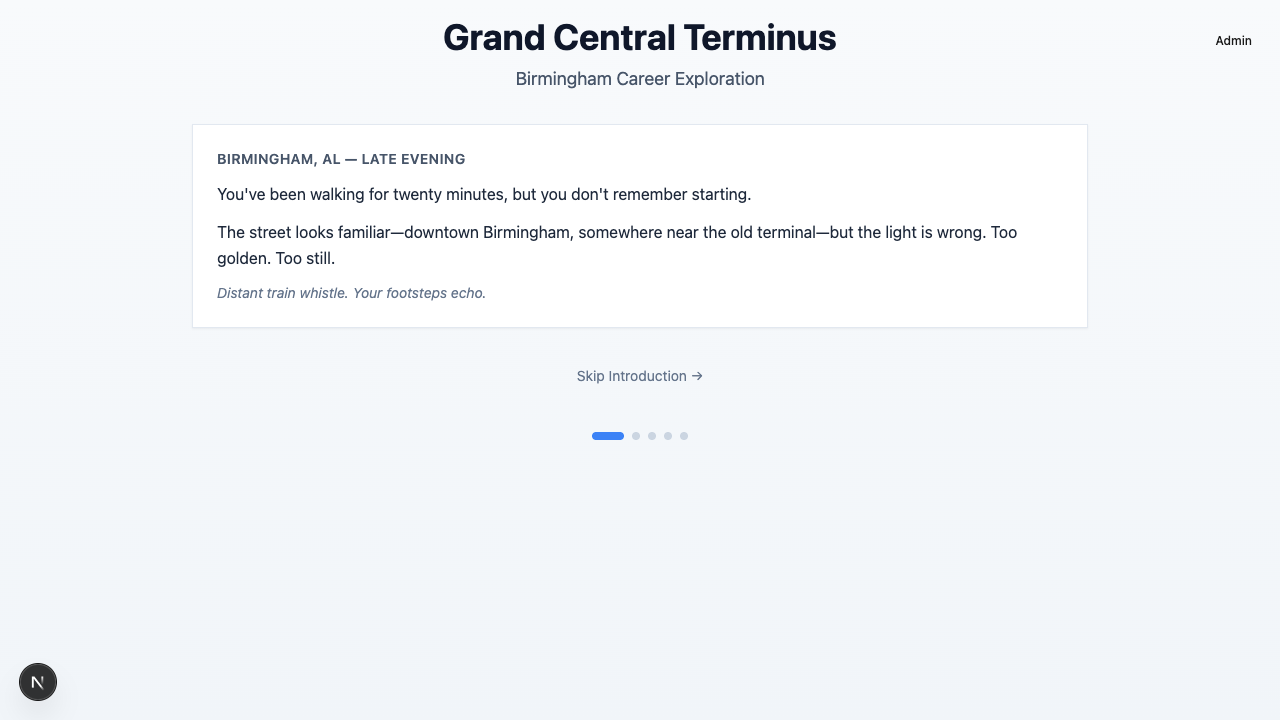 Grand Central Terminus
Admin
Birmingham Career Exploration
BIRMINGHAM, AL — LATE EVENING
You've been walking for twenty minutes, but you don't remember starting.
The street looks familiar—downtown Birmingham, somewhere near the old terminal—but the light is wrong. Too
golden. Too still.
Distant train whistle. Your footsteps echo.
Skip Introduction →
N